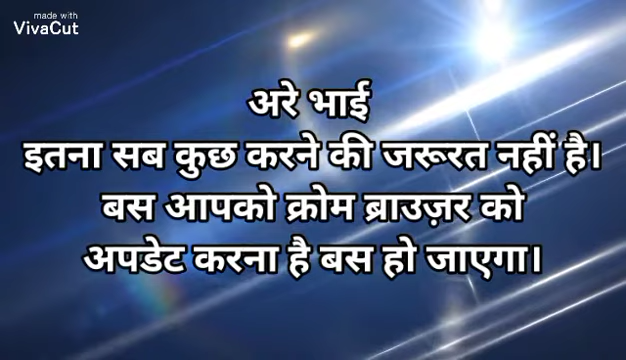 made with
VivaCut
अरे भाई
इतना सब कुछ करने की जरूरत नहीं है।
बस आपको क्रोम ब्राउज़र को
अपडेट करना है बस हो जाएगा।